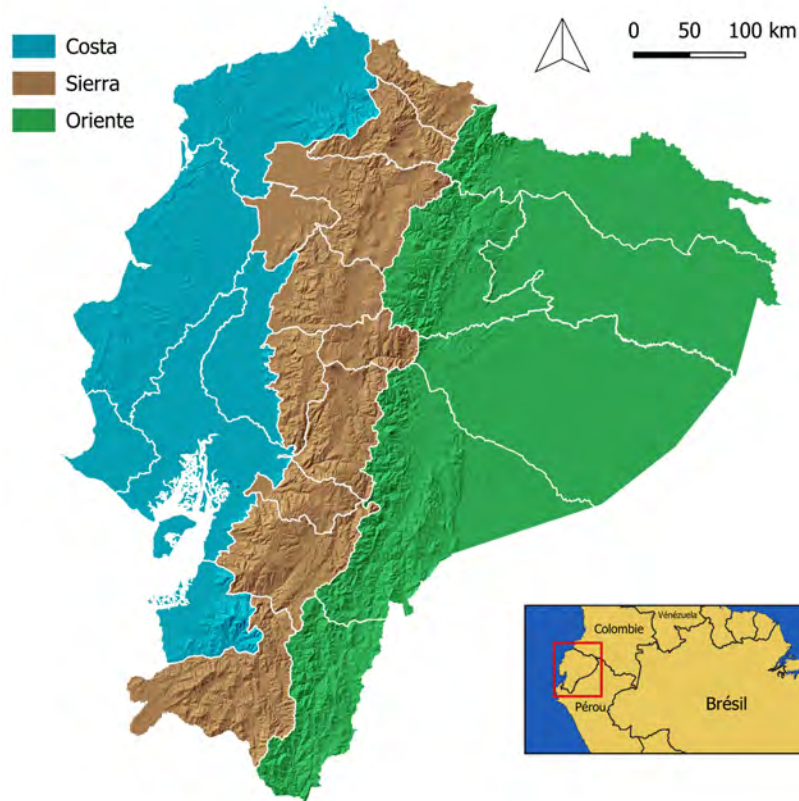 Costa
Sierra
Oriente
0 50 100 km
Colombie
Vénézuela
Pérou
Brésil